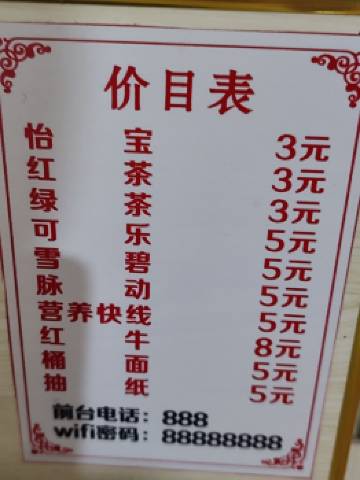 价目表
怡 宝 3元
红 茶 3元
绿 茶 3元
可 乐 5元
雪 碧 5元
脉 动 5元
营养快线 5元
红 牛 8元
桶 面 5元
抽 纸 5元
前台电话：888
wifi密码：88888888